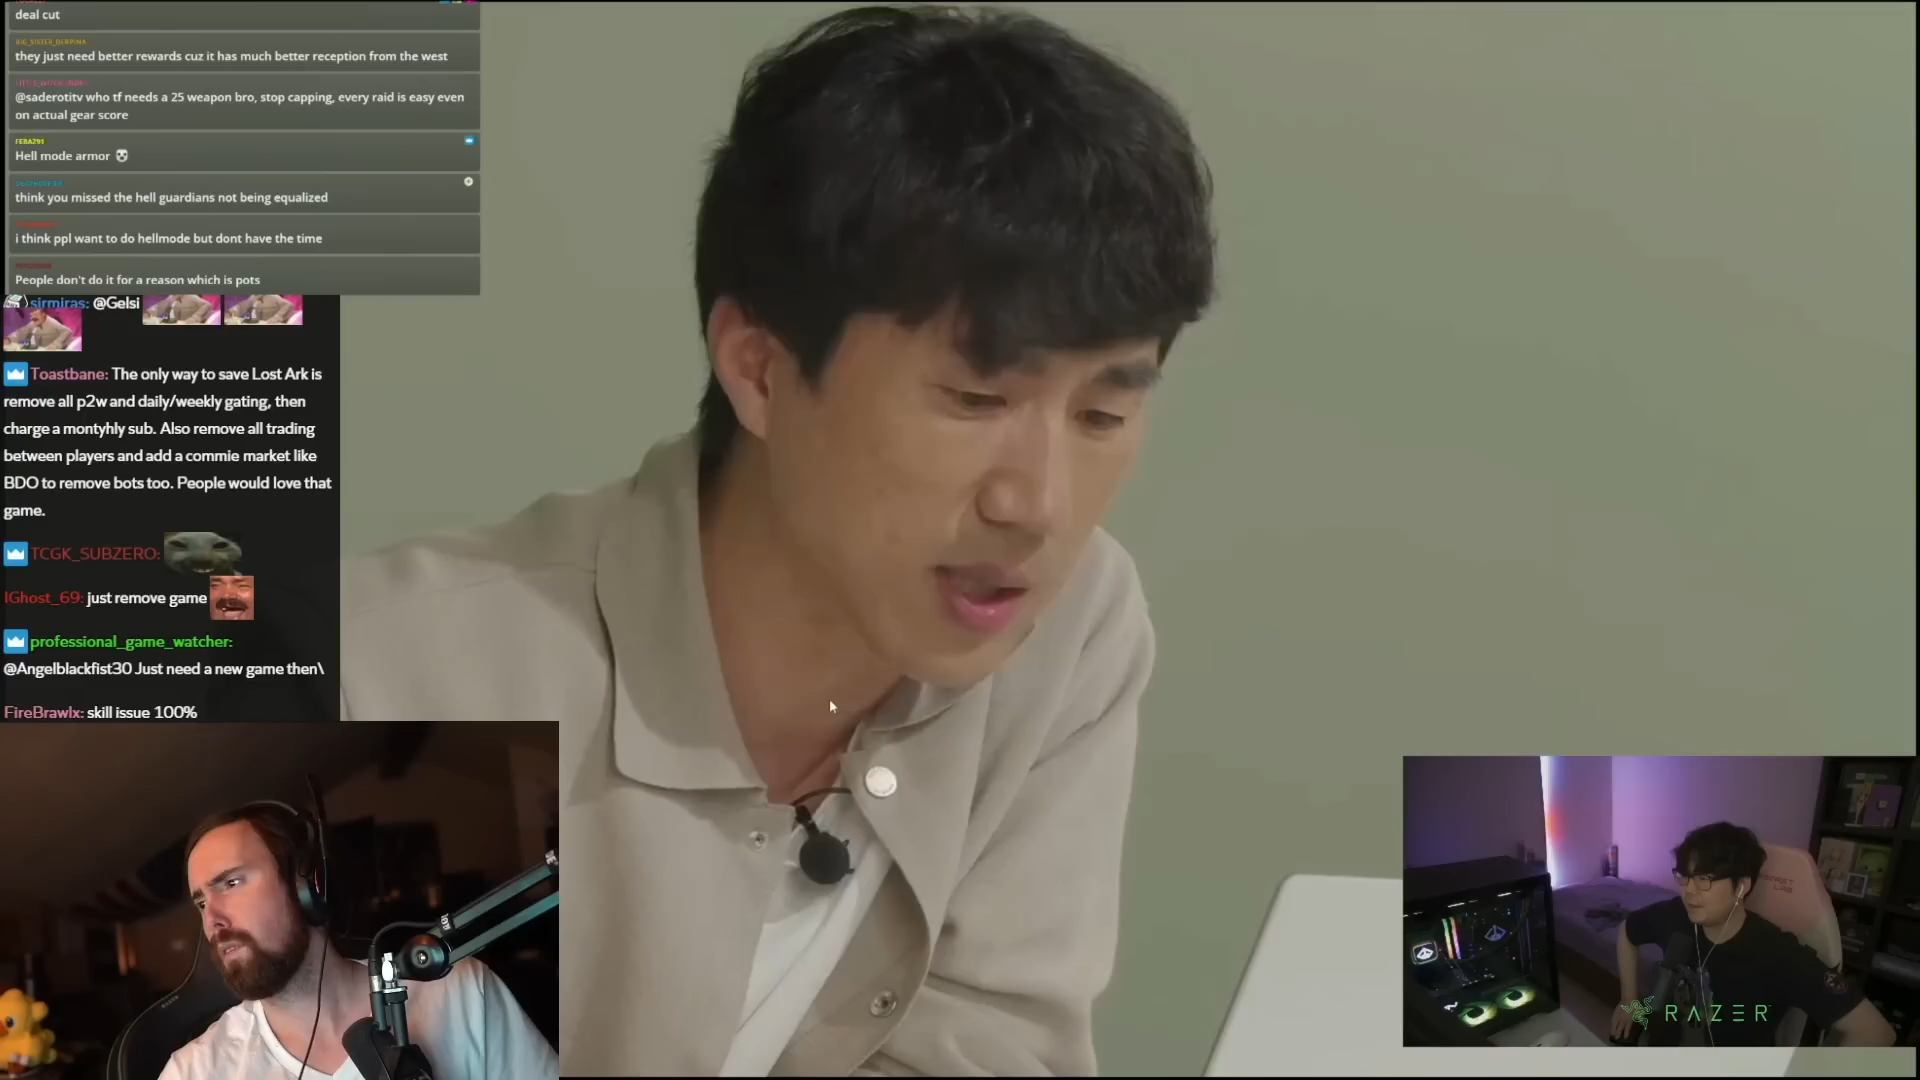 deal cut
they just need better rewards cuz it has much better reception from the west
@saderotitv who tf needs a 25 weapon bro, stop capping, every raid is easy even
on actual gear score
FERAZ91
Hell mode armor
think you missed the hell guardians not being equalized
i think ppl want to do hellmode but dont have the time
People don't do it for a reason which is pots
sirmiras: @Gelsi
Toastbane: The only way to save Lost Ark is
remove all p2w and daily/weekly gating, then
charge a montyhly sub. Also remove all trading
between players and add a commie market like
BDO to remove bots too. People would love that
game.
TCGK_SUBZERO:
IGhost_69: just remove game
professional_game_watcher:
@Angelblackfist30 Just need a new game then\
FireBrawlx: skill issue 100%
RAZER